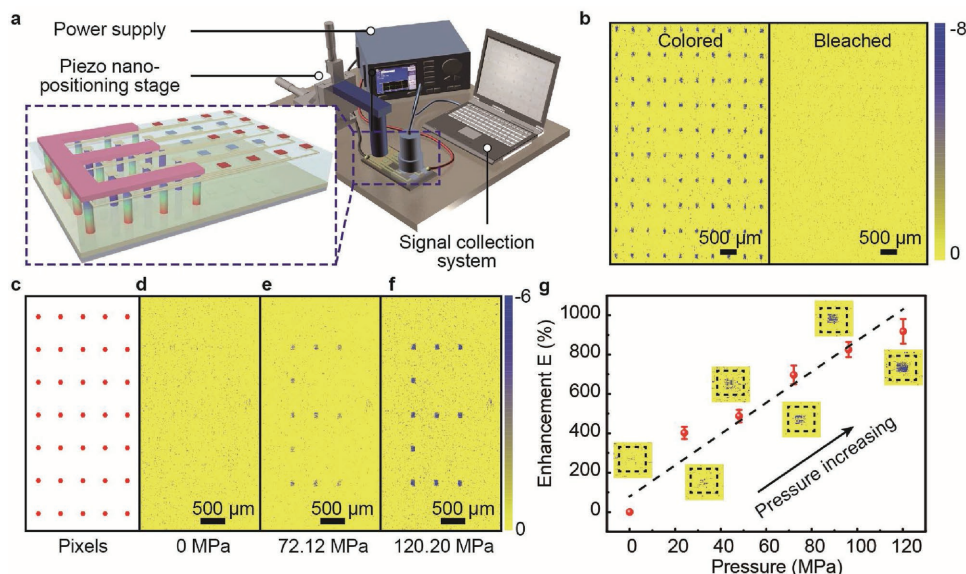 a
Power supply
Piezo nano-
positioning stage
Signal collection
system
b
Colored
Bleached
-8
0
500 μm
500 μm
c
d
e
f
-6
0
500 μm
500 μm
500 μm
Pixels
0 MPa
72.12 MPa
120.20 MPa
g
Enhancement E (%)
1000
800
600
400
200
0
Pressure increasing
0
20
40
60
80
100
120
Pressure (MPa)